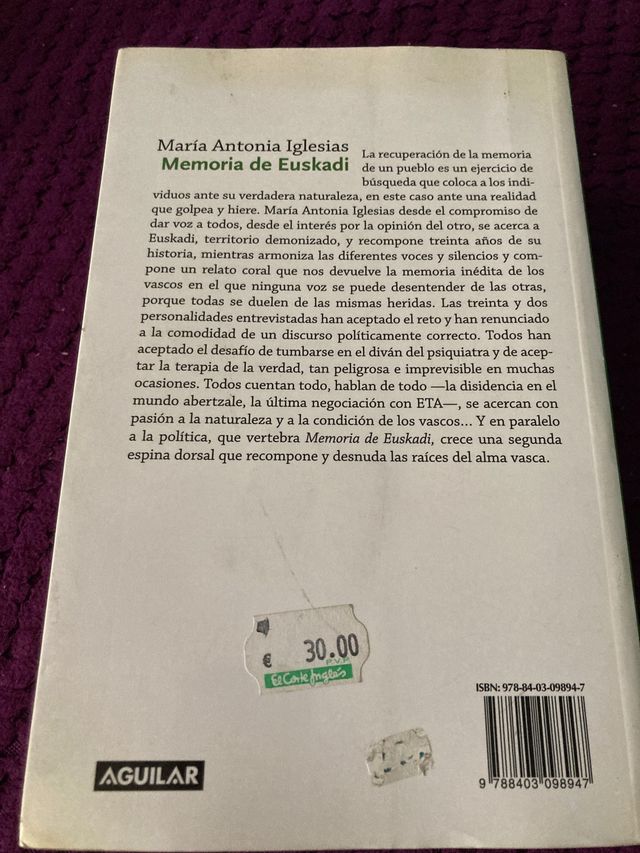 María Antonia Iglesias
Memoria de Euskadi
La recuperación de la memoria
de un pueblo es un ejercicio de
búsqueda que coloca a los indi-
viduos ante su verdadera naturaleza, en este caso ante una realidad
que golpea y hiere. María Antonia Iglesias desde el compromiso de
dar voz a todos, desde el interés por la opinión del otro, se acerca a
Euskadi, territorio demonizado, y recompone treinta años de su
historia, mientras armoniza las diferentes voces y silencios y com-
pone un relato coral que nos devuelve la memoria inédita de los
vascos en el que ninguna voz se puede desentender de las otras,
porque todas se duelen de las mismas heridas. Las treinta y dos
personalidades entrevistadas han aceptado el reto y han renunciado
a la comodidad de un discurso políticamente correcto. Todos han
aceptado el desafío de tumbarse en el diván del psiquiatra y de acep-
tar la terapia de la verdad, tan peligrosa e imprevisible en muchas
ocasiones. Todos cuentan todo, hablan de todo —la disidencia en el
mundo abertzale, la última negociación con ETA—, se acercan con
pasión a la naturaleza y a la condición de los vascos... Y en paralelo
a la política, que vertebra Memoria de Euskadi, crece una segunda
espina dorsal que recompone y desnuda las raíces del alma vasca.
€ 30.00
P.V.P.
El Corte Inglés
ISBN: 978-84-03-09894-7
9 788403 098947
AGUILAR